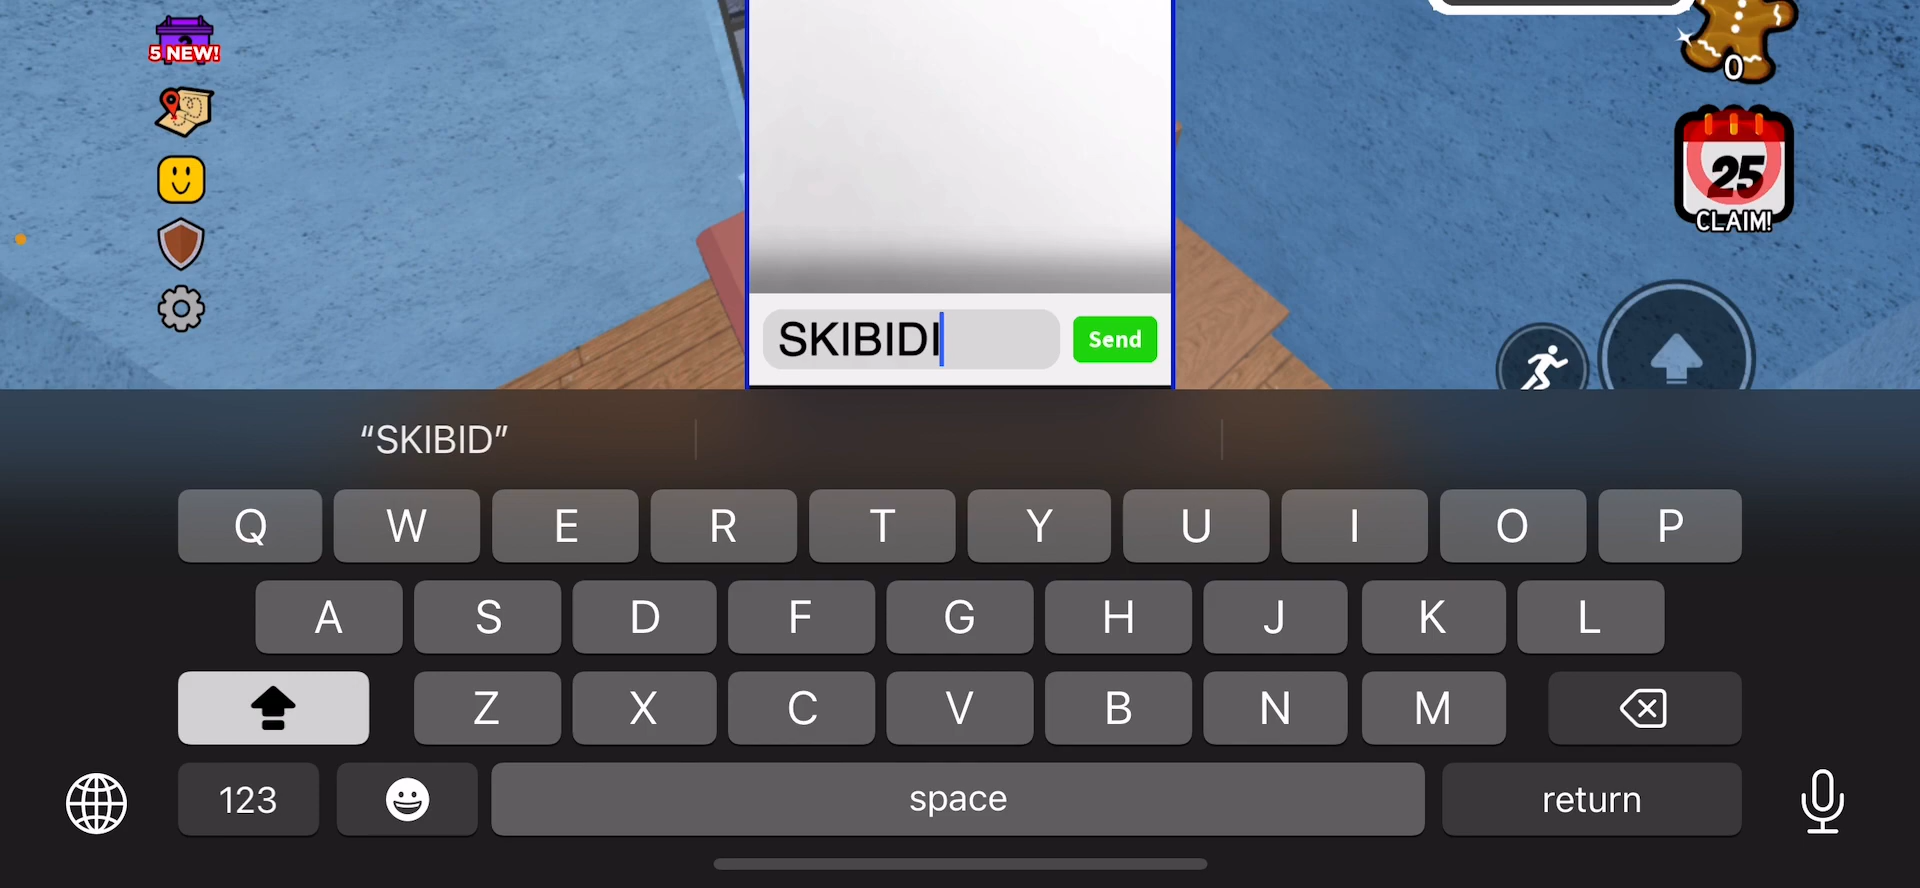 5 NEW!
0
25
CLAIM!
SKIBIDI
Send
“SKIBID”
Q W E R T Y U I O P
A S D F G H J K L
Z X C V B N M
123
space
return